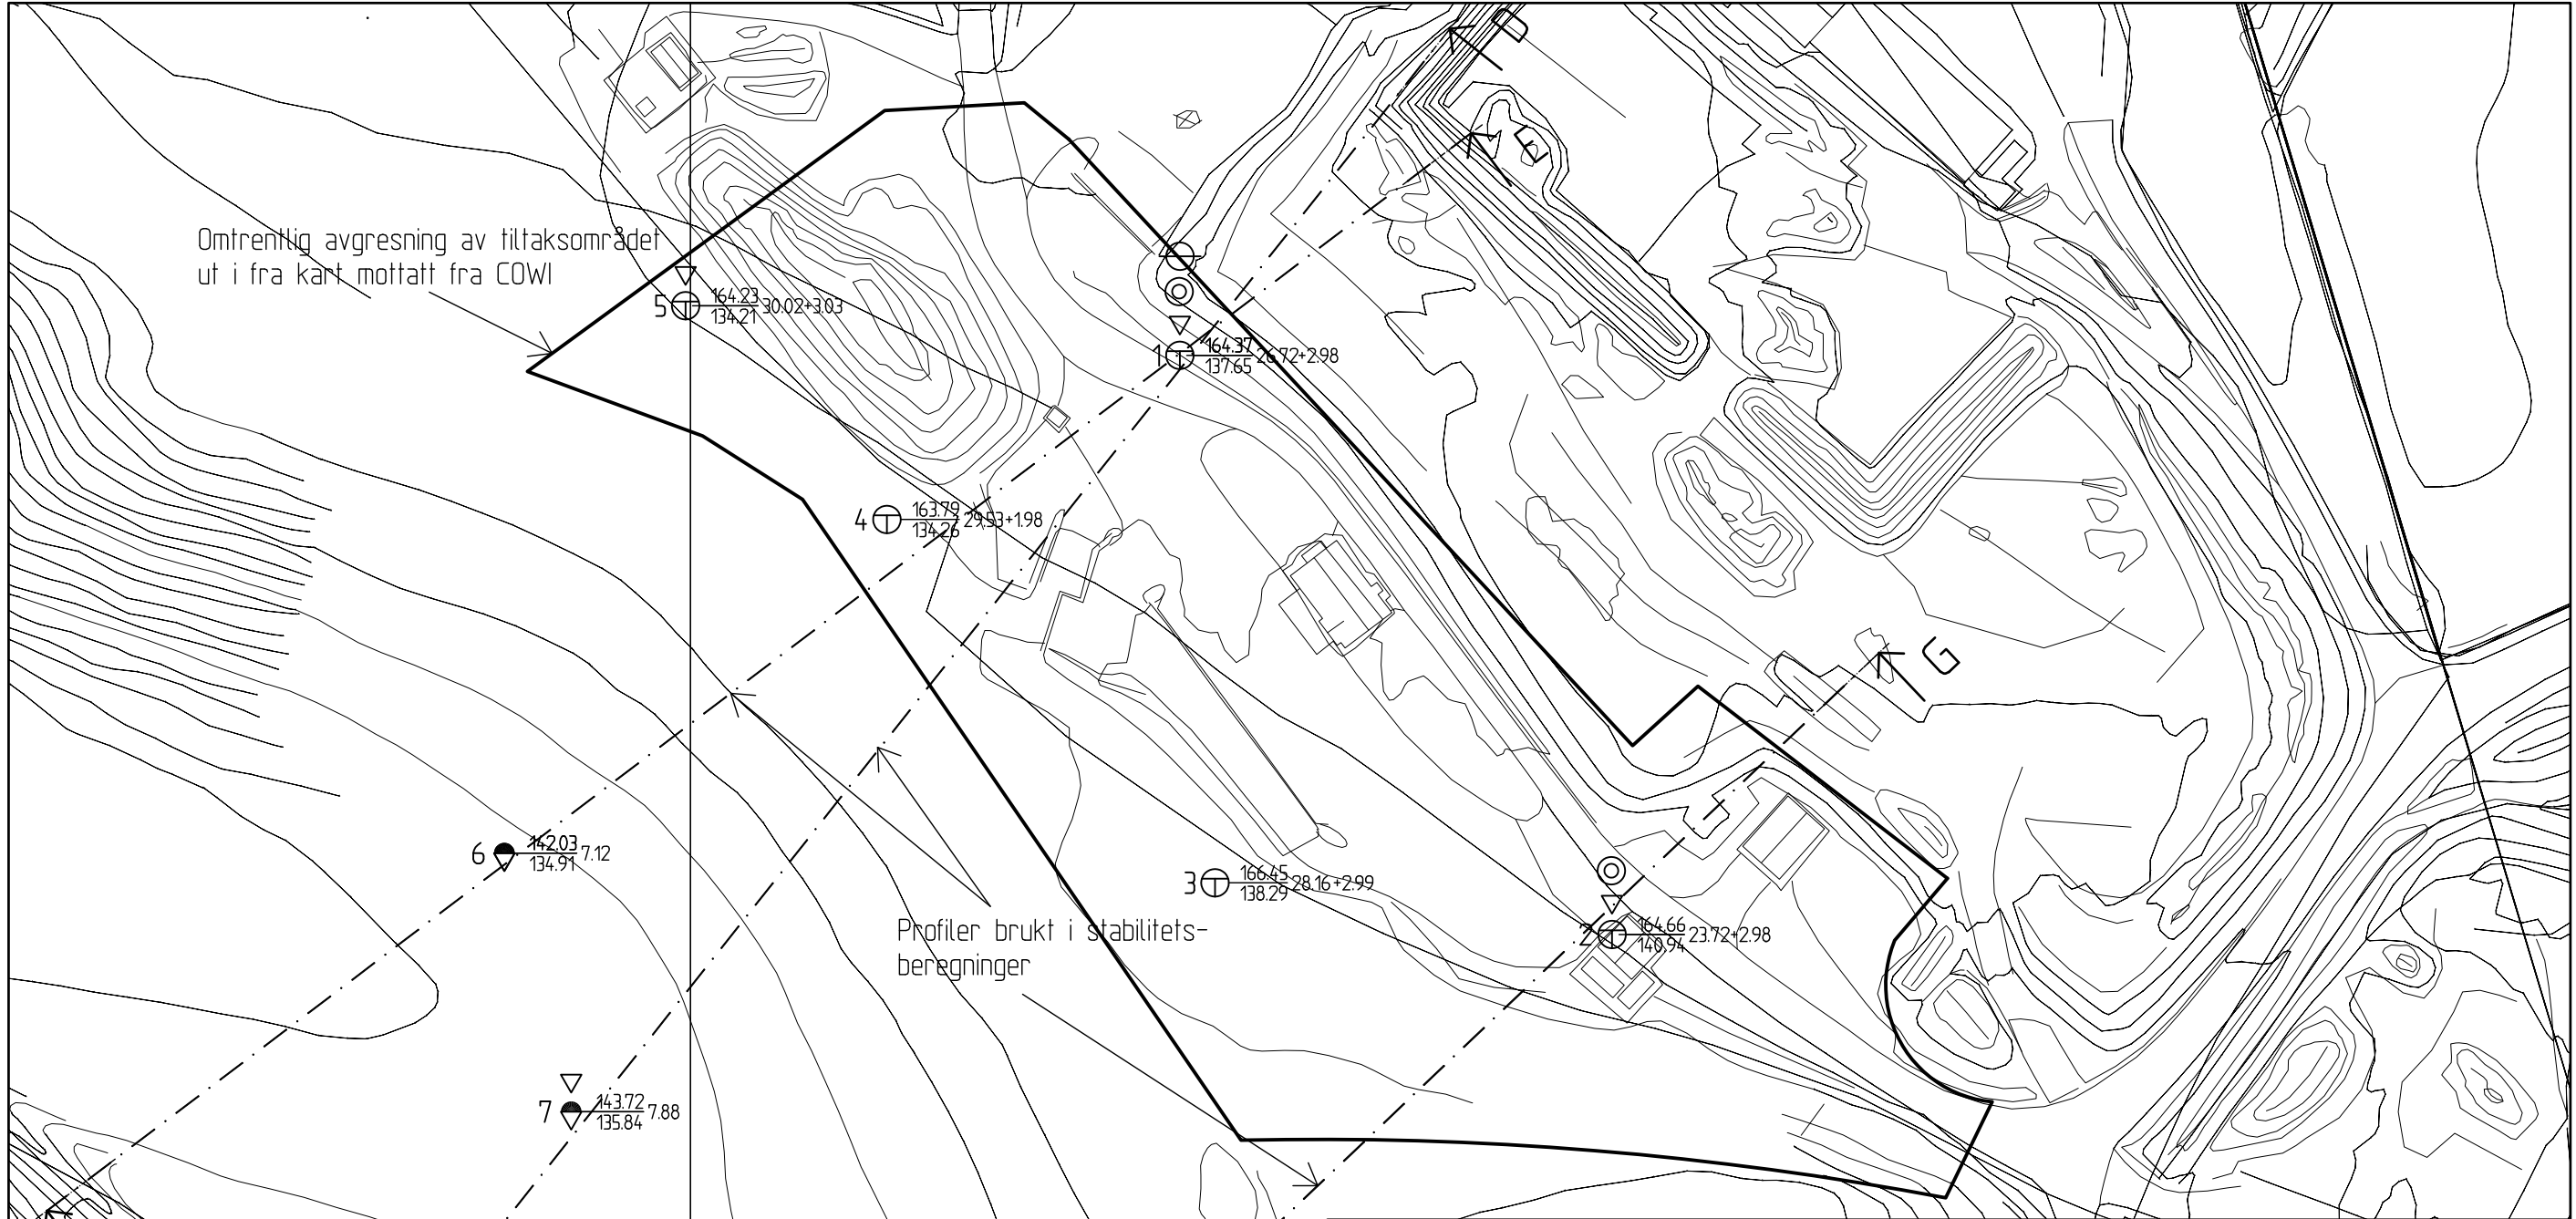 D
E
Omtrentlig avgresning av tiltaksområdet
ut i fra kart mottatt fra COWI
5 164.23 30.02+3.03
134.21
1 164.37 26.72+2.98
137.65
4 163.79 29.53+1.98
134.26
G
6 142.03 7.12
134.91
3 166.45 28.16+2.99
138.29
Profiler brukt i stabilitets-
beregninger
2 164.66 23.72+2.98
140.94
7 143.72 7.88
135.84